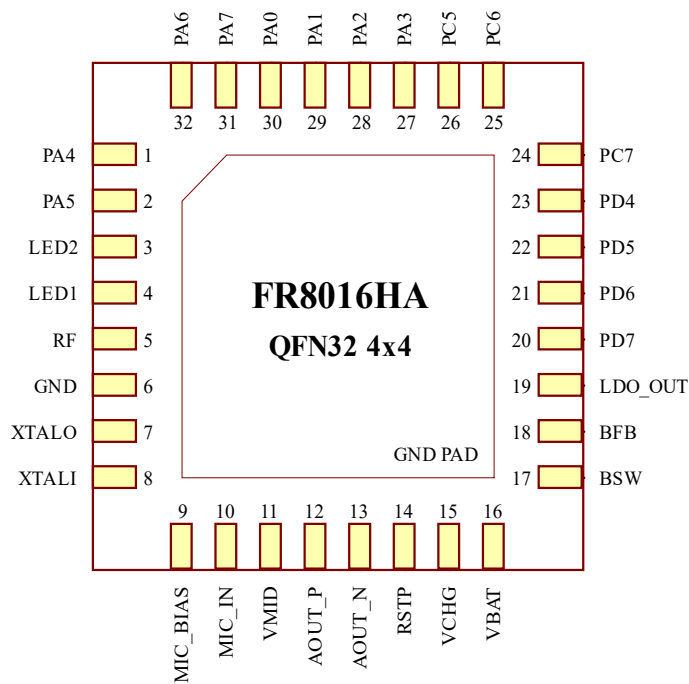 PA6 PA7 PA0 PA1 PA2 PA3 PC5 PC6
32 31 30 29 28 27 26 25
PA4 1 24 PC7
PA5 2 23 PD4
LED2 3 22 PD5
LED1 4 21 PD6
RF 5 20 PD7
GND 6 19 LDO_OUT
XTALO 7 18 BFB
XTALI 8 17 BSW
FR8016HA
QFN32 4x4
GND PAD
9 10 11 12 13 14 15 16
MIC_BIAS MIC_IN VMID AOUT_P AOUT_N RSTP VCHG VBAT